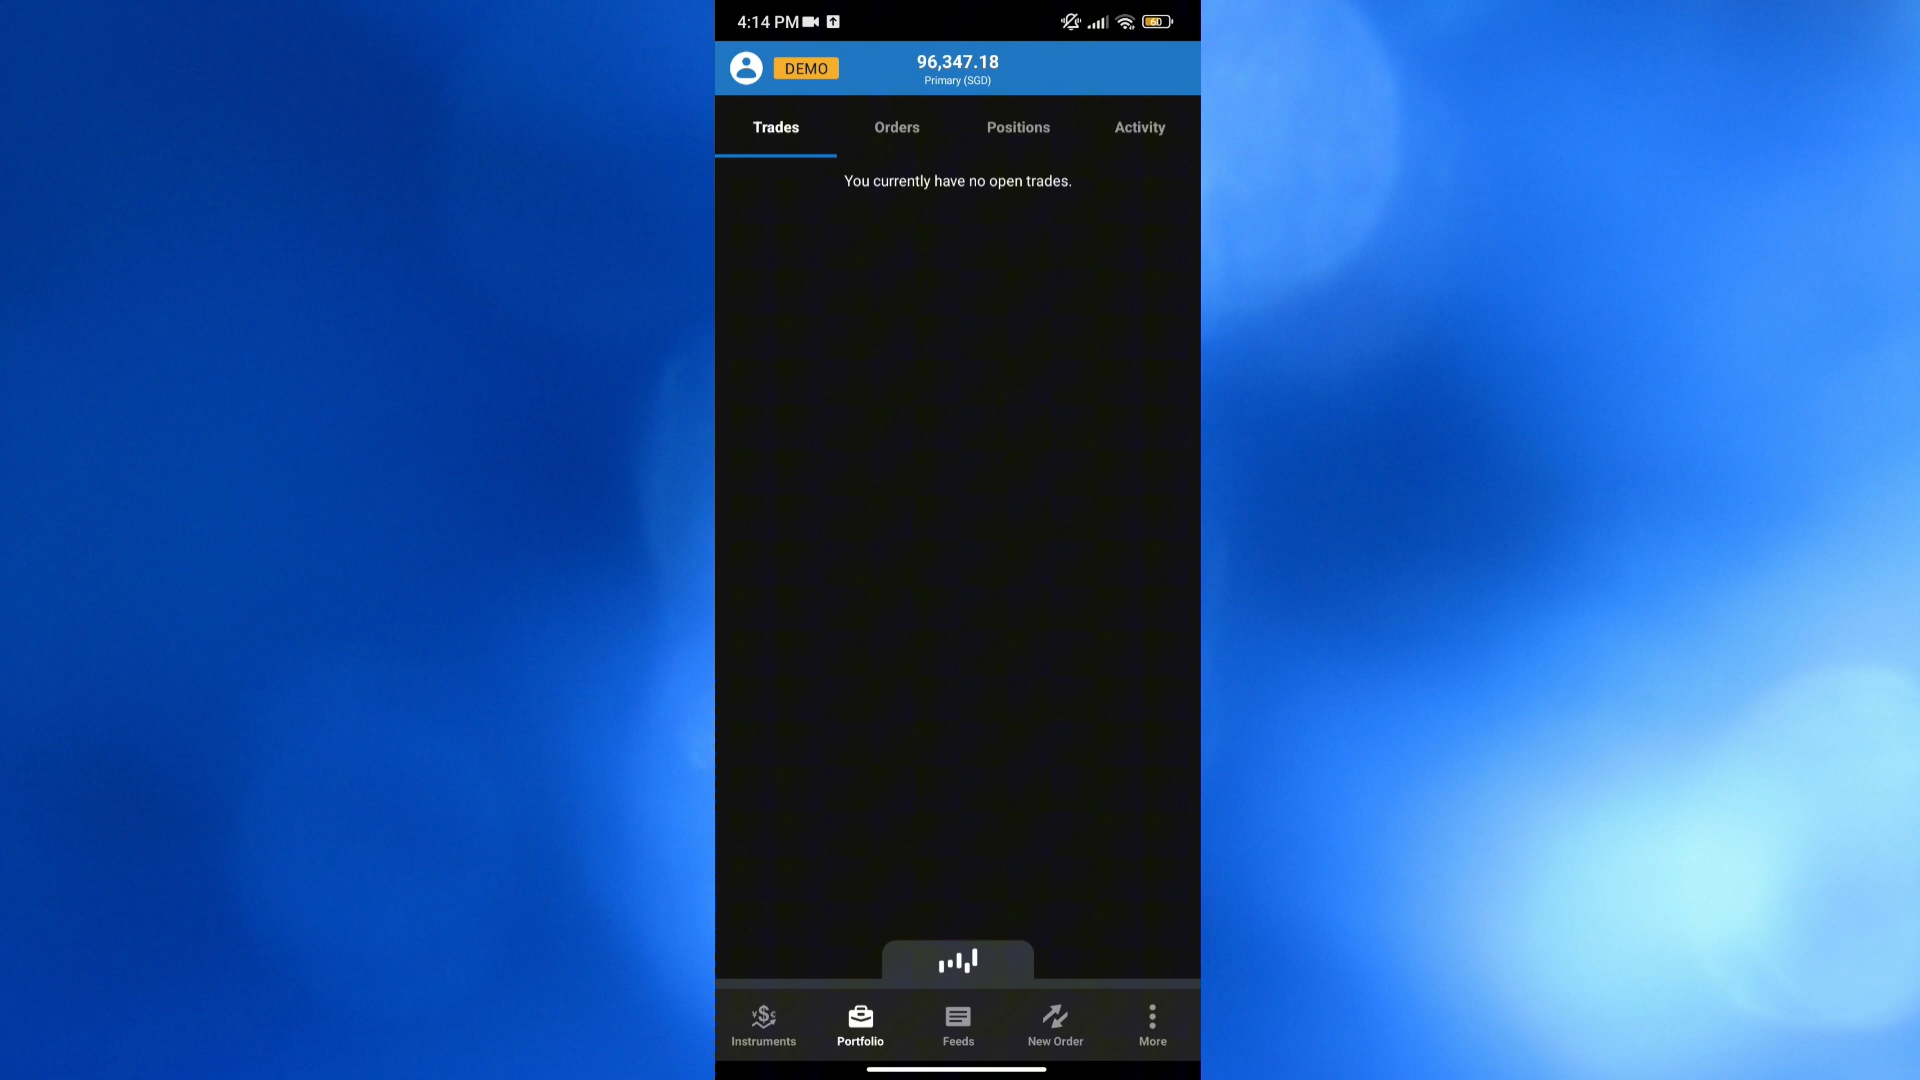 4:14 PM
60
DEMO
96,347.18
Primary (SGD)
Trades
Orders
Positions
Activity
You currently have no open trades.
Instruments
Portfolio
Feeds
New Order
More